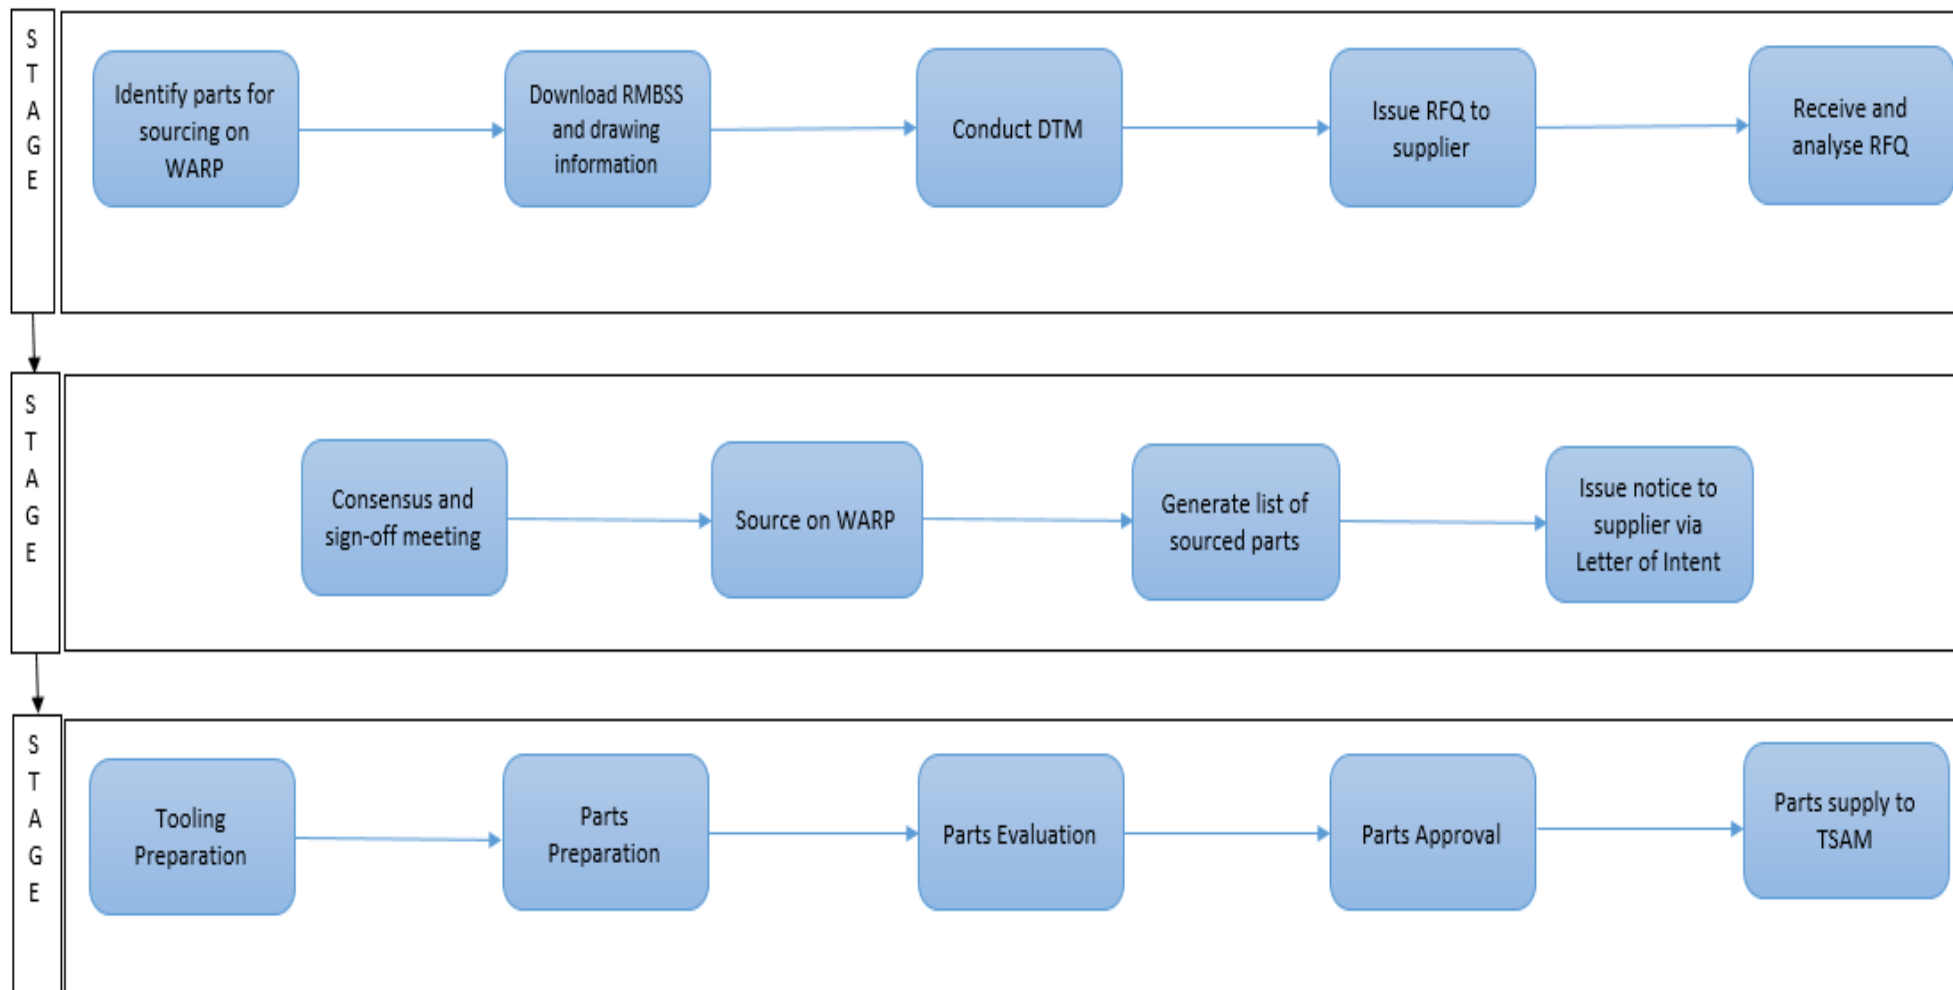 S
T
A
G
E
Identify parts for
sourcing on
WARP
Download RMBSS
and drawing
information
Conduct DTM
Issue RFQ to
supplier
Receive and
analyse RFQ
S
T
A
G
E
Consensus and
sign-off meeting
Source on WARP
Generate list of
sourced parts
Issue notice to
supplier via
Letter of Intent
S
T
A
G
E
Tooling
Preparation
Parts
Preparation
Parts Evaluation
Parts Approval
Parts supply to
TSAM